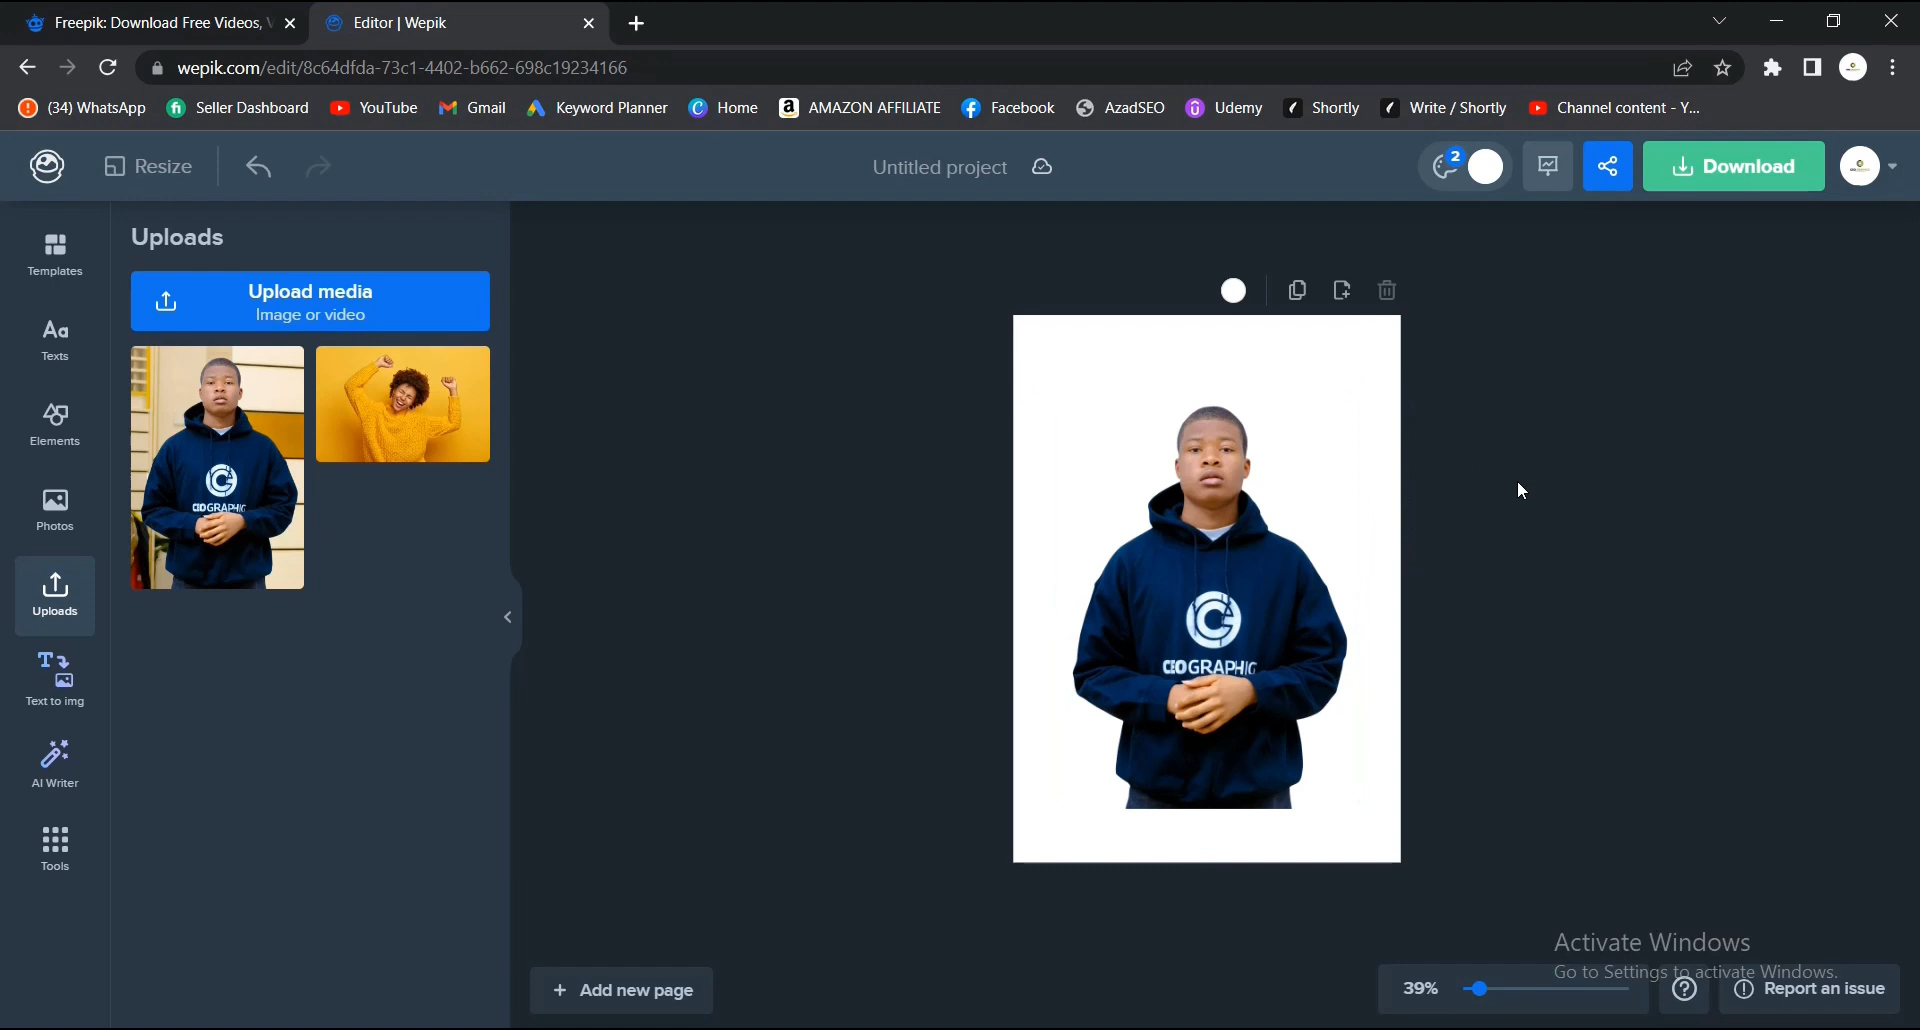 Freepik: Download Free Videos,
Editor | Wepik
wepik.com/edit/8c64dfda-73c1-4402-b662-698c19234166
(34) WhatsApp
Seller Dashboard
YouTube
Gmail
Keyword Planner
Home
AMAZON AFFILIATE
Facebook
AzadSEO
Udemy
Shortly
Write / Shortly
Channel content - Y...
Resize
Untitled project
2
Download
Templates
Texts
Elements
Photos
Uploads
Text to img
AI Writer
Tools
Uploads
Upload media
Image or video
CEOGRAPHIC
CEOGRAPHIC
Add new page
39%
Activate Windows
Go to Settings to activate Windows.
Report an issue